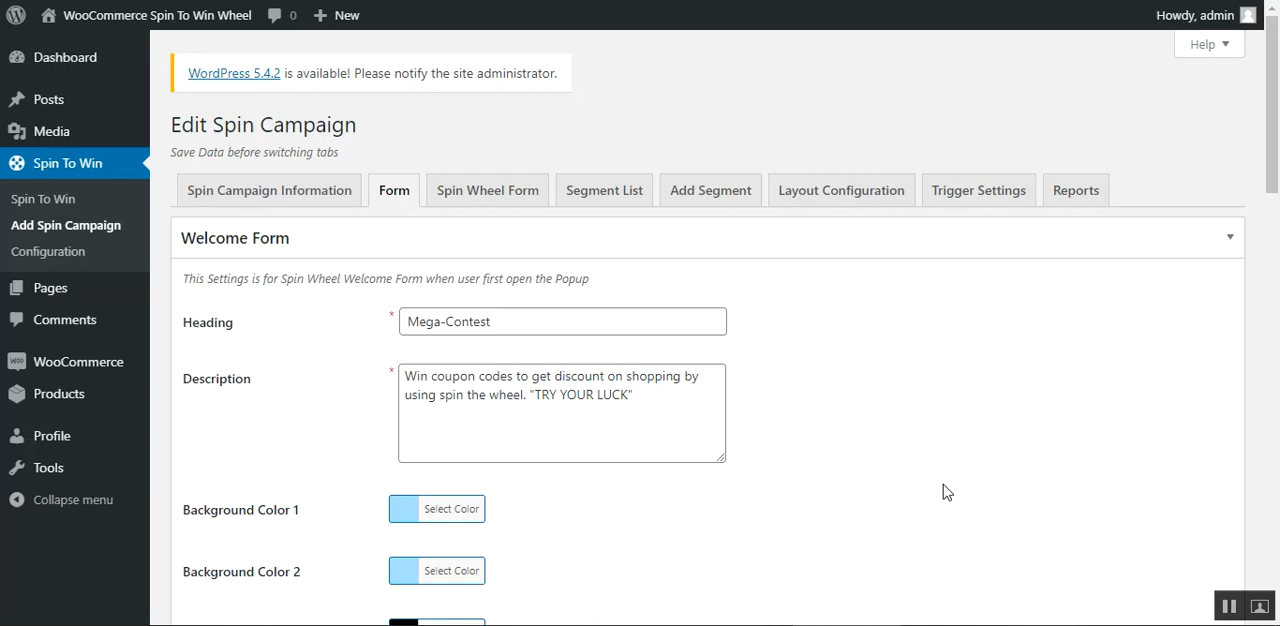 WooCommerce Spin To Win Wheel 0 New Howdy, admin
Help
Dashboard
Posts
Media
Spin To Win
Spin To Win
Add Spin Campaign
Configuration
Pages
Comments
WOO WooCommerce
Products
Profile
Tools
Collapse menu
WordPress 5.4.2 is available! Please notify the site administrator.
Edit Spin Campaign
Save Data before switching tabs
Spin Campaign Information Form Spin Wheel Form Segment List Add Segment Layout Configuration Trigger Settings Reports
Welcome Form
This Settings is for Spin Wheel Welcome Form when user first open the Popup
Heading * Mega-Contest
Description * Win coupon codes to get discount on shopping by
using spin the wheel. "TRY YOUR LUCK"
Background Color 1 Select Color
Background Color 2 Select Color